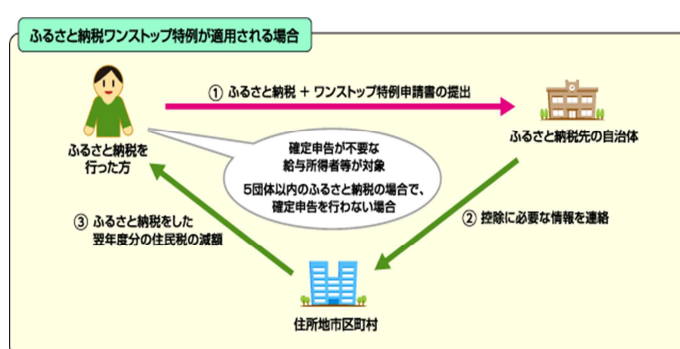 ふるさと納税ワンストップ特例が適用される場合
① ふるさと納税 + ワンストップ特例申請書の提出
ふるさと納税を
行った方
ふるさと納税先の自治体
確定申告が不要な
給与所得者等が対象
5団体以内のふるさと納税の場合で、
確定申告を行わない場合
② 控除に必要な情報を連絡
③ ふるさと納税をした
翌年度分の住民税の減額
住所地市区町村